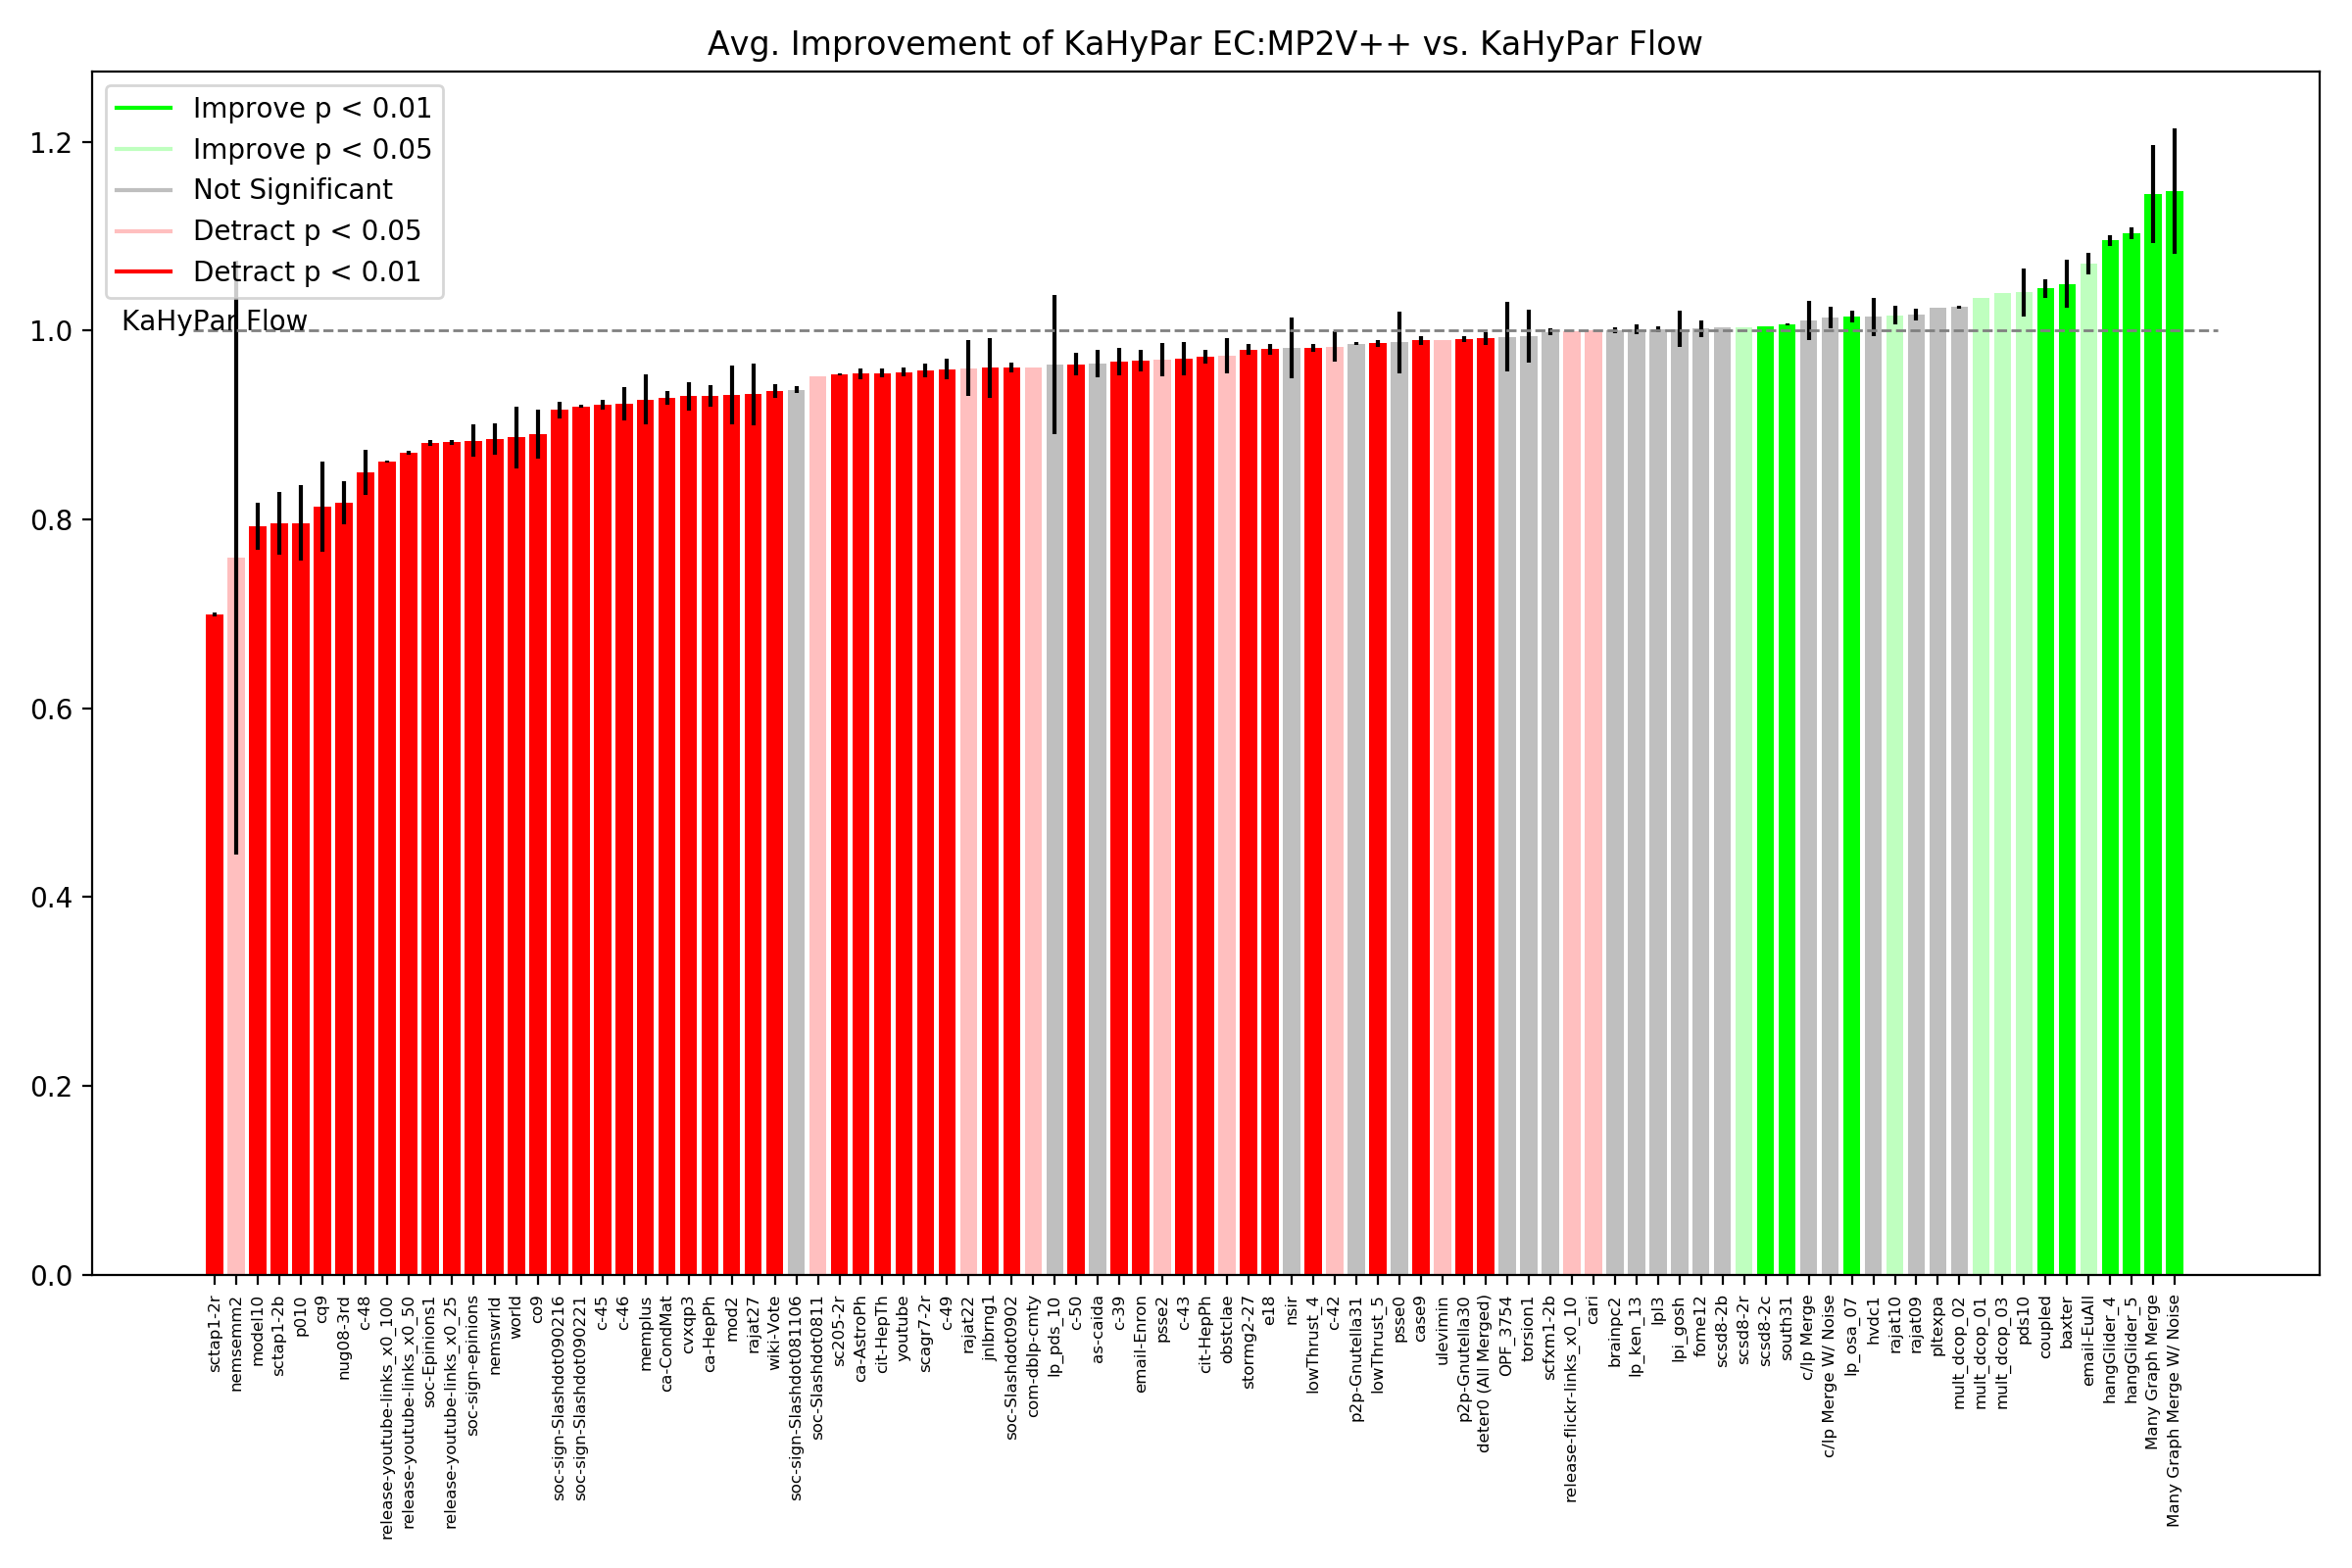 Avg. Improvement of KaHyPar EC:MP2V++ vs. KaHyPar Flow
Improve p < 0.01
Improve p < 0.05
Not Significant
Detract p < 0.05
Detract p < 0.01
KaHyPar Flow
1.2
1.0
0.8
0.6
0.4
0.2
0.0
sctap1-2r
nemsemm2
model10
sctap1-2b
p010
cq9
nug08-3rd
c-48
release-youtube-links_x0_100
release-youtube-links_x0_50
soc-Epinions1
release-youtube-links_x0_25
soc-sign-epinions
nemswrld
world
co9
soc-sign-Slashdot090216
soc-sign-Slashdot090221
c-45
c-46
memplus
ca-CondMat
cvxqp3
ca-HepPh
mod2
rajat27
wiki-Vote
soc-sign-Slashdot081106
soc-Slashdot0811
sc205-2r
ca-AstroPh
cit-HepTh
youtube
scagr7-2r
c-49
rajat22
jnlbrng1
soc-Slashdot0902
com-dblp-cmty
lp_pds_10
c-50
as-caida
c-39
email-Enron
psse2
c-43
cit-HepPh
obstclae
stormg2-27
e18
nsir
lowThrust_4
c-42
p2p-Gnutella31
lowThrust_5
psse0
case9
ulevimin
p2p-Gnutella30
deter0 (All Merged)
OPF_3754
torsion1
scfxm1-2b
release-flickr-links_x0_10
cari
brainpc2
lp_ken_13
lpl3
lpi_gosh
fome12
scsd8-2b
scsd8-2r
scsd8-2c
south31
c/lp Merge
c/lp Merge W/ Noise
lp_osa_07
hvdc1
rajat10
rajat09
pltexpa
mult_dcop_02
mult_dcop_01
mult_dcop_03
pds10
coupled
baxter
email-EuAll
hangGlider_4
hangGlider_5
Many Graph Merge
Many Graph Merge W/ Noise